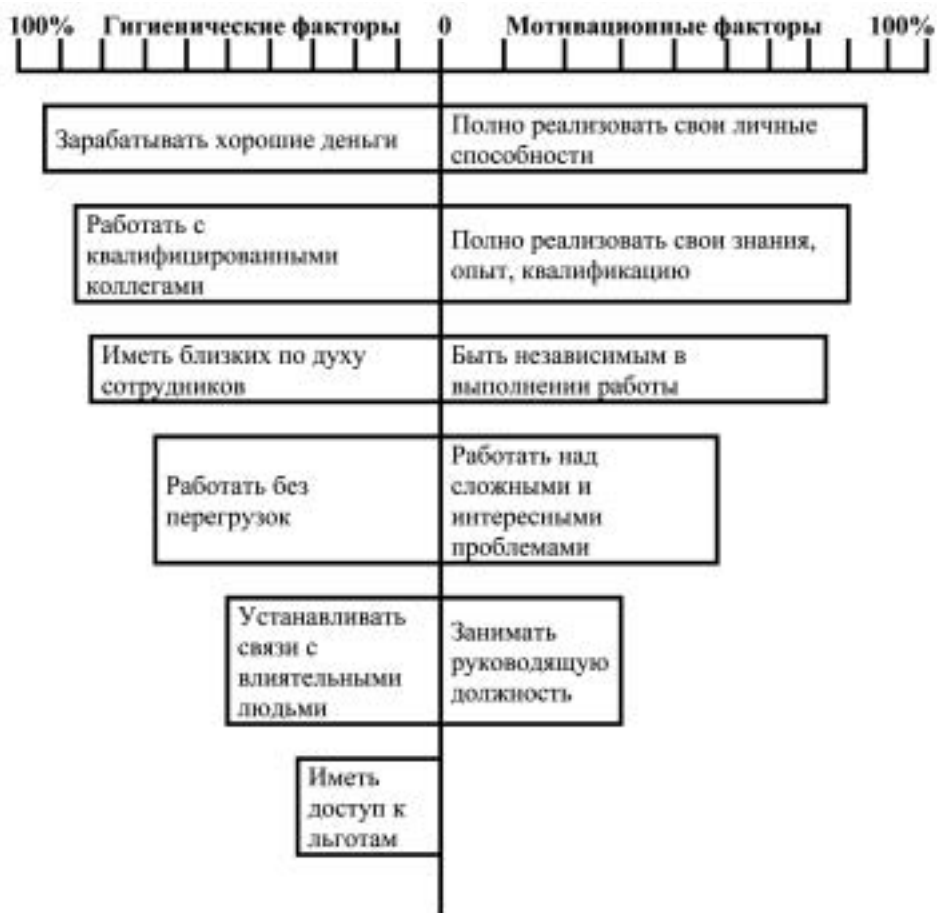 100% Гигиенические факторы 0 Мотивационные факторы 100%
Зарабатывать хорошие деньги
Полно реализовать свои личные
способности
Работать с
квалифицированными
коллегами
Полно реализовать свои знания,
опыт, квалификацию
Иметь близких по духу
сотрудников
Быть независимым в
выполнении работы
Работать без
перегрузок
Работать над
сложными и
интересными
проблемами
Устанавливать
связи с
влиятельными
людьми
Занимать
руководящую
должность
Иметь
доступ к
льготам